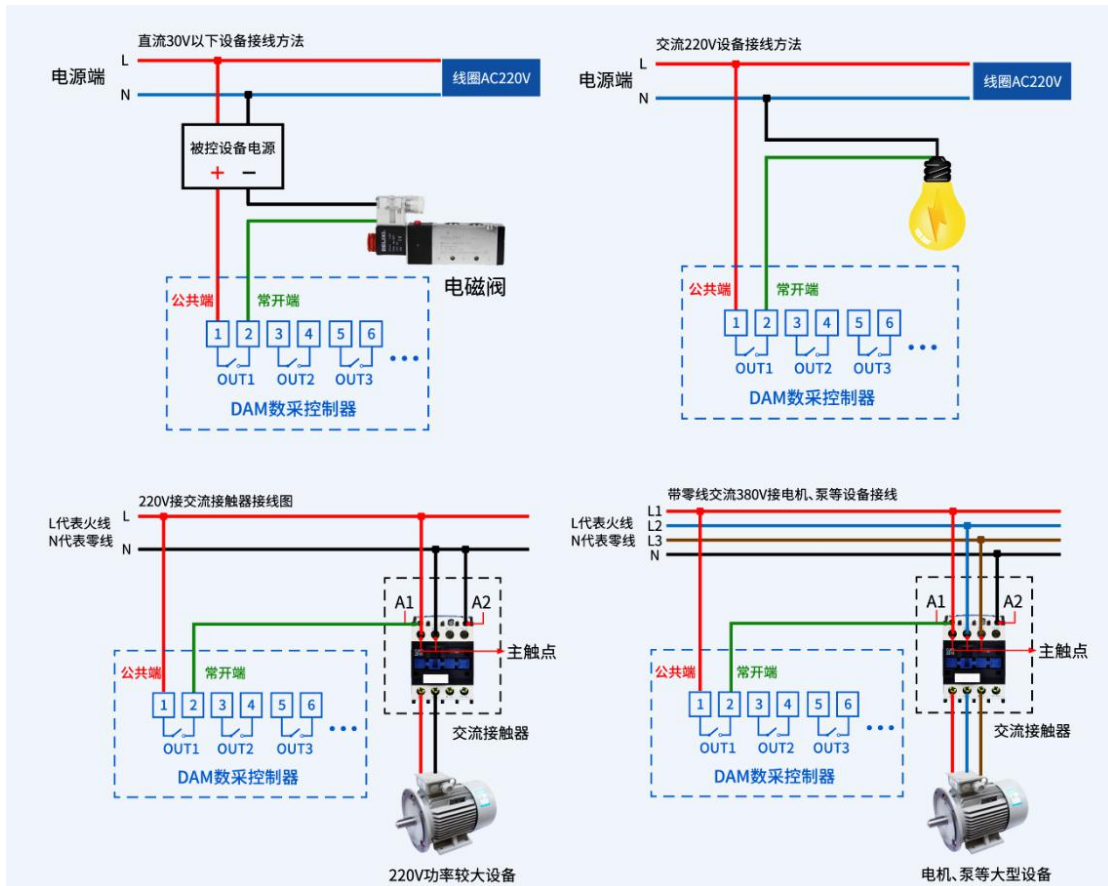 直流30V以下设备接线方法
L
电源端
N
线圈AC220V
被控设备电源
+ −
电磁阀
公共端
常开端
1 2 3 4 5 6
OUT1 OUT2 OUT3
DAM数采控制器
交流220V设备接线方法
L
电源端
N
线圈AC220V
公共端
常开端
1 2 3 4 5 6
OUT1 OUT2 OUT3
DAM数采控制器
220V接交流接触器接线图
L
L代表火线
N代表零线
N
A1
A2
主触点
公共端
常开端
1 2 3 4 5 6
OUT1 OUT2 OUT3
交流接触器
DAM数采控制器
220V功率较大设备
带零线交流380V接电机、泵等设备接线
L1
L代表火线
L2
N代表零线
L3
N
A1
A2
主触点
公共端
常开端
1 2 3 4 5 6
OUT1 OUT2 OUT3
交流接触器
DAM数采控制器
电机、泵等大型设备